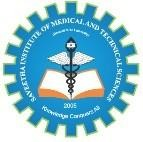 SAVEETHA INSTITUTE OF MEDICAL AND TECHNICAL SCIENCES
2005
Knowledge Conquers All